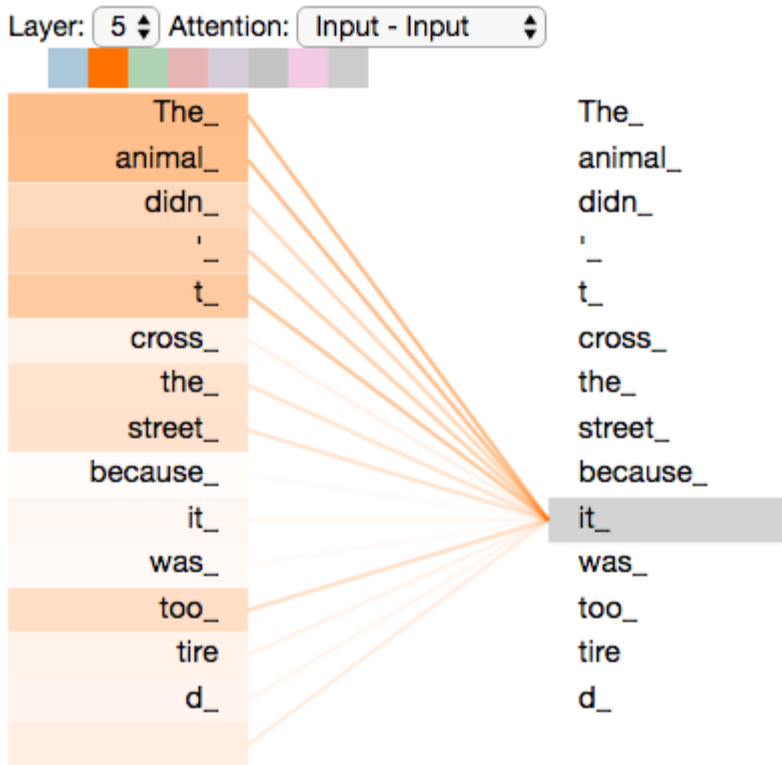 Layer: 5 Attention: Input - Input
The_ The_
animal_ animal_
didn_ didn_
'_ '_
t_ t_
cross_ cross_
the_ the_
street_ street_
because_ because_
it_ it_
was_ was_
too_ too_
tire tire
d_ d_